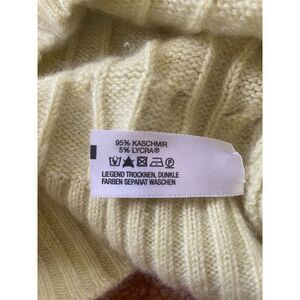 95% KASCHMIR
5% LYCRA®
LIEGEND TROCKNEN, DUNKLE
FARBEN SEPARAT WASCHEN